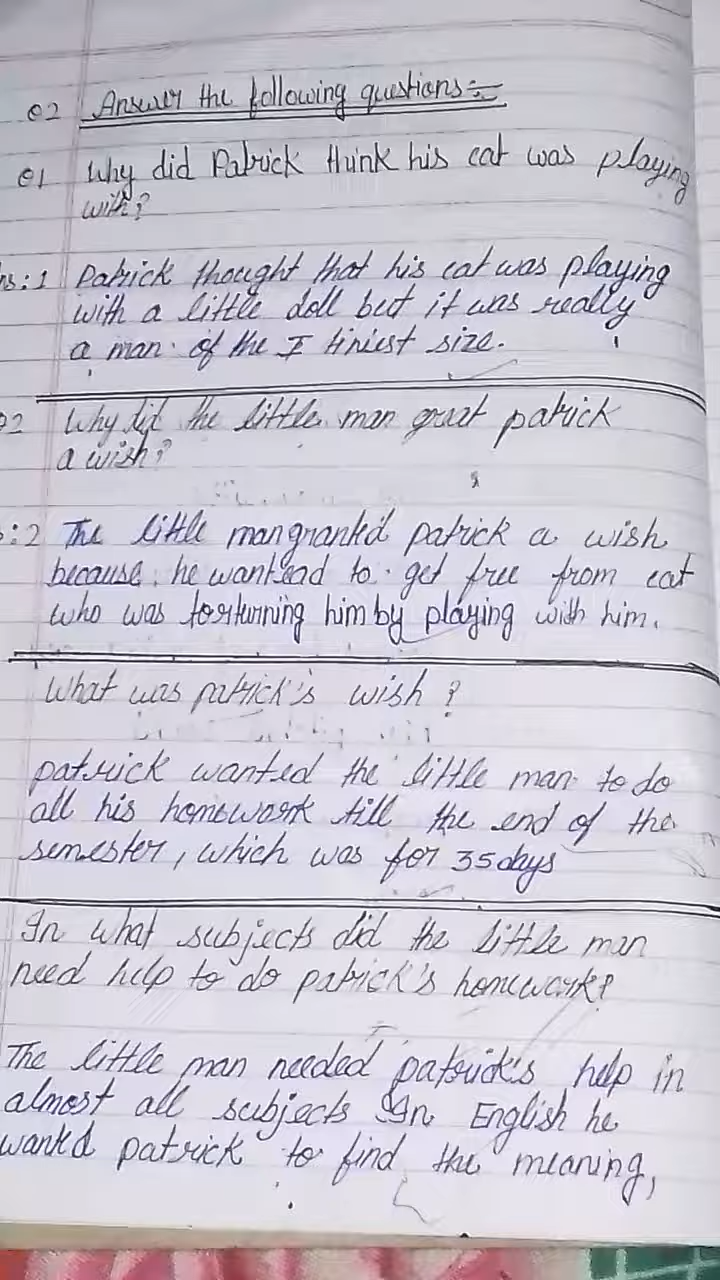 Q2 Answer the following questions:-
Q1 Why did Patrick think his cat was playing
with?
ns:1 Patrick thought that his cat was playing
with a little doll but it was really
a man of the I tiniest size.
Q2 Why did the little man grant patrick
a wish?
s:2 The little man granted patrick a wish
because he wantead to get free from cat
who was torturning him by playing with him.
What was patrick's wish?
patrick wanted the little man to do
all his homework till the end of the
semester, which was for 35 days
In what subjects did the little man
need help to do patrick's homework?
The little man needed patrick's help in
almost all subjects In English he
wanted patrick to find the meaning,